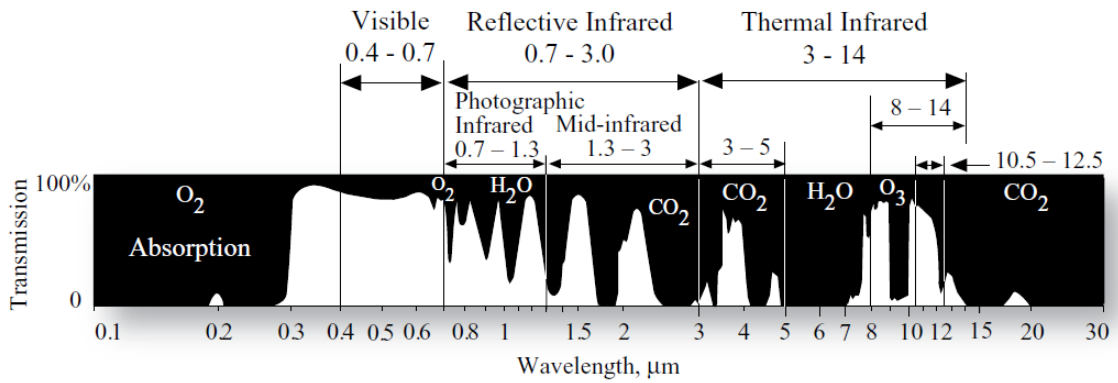 Visible Reflective Infrared Thermal Infrared
0.4 - 0.7 0.7 - 3.0 3 - 14
Photographic
Infrared Mid-infrared
0.7 – 1.3 1.3 – 3 3 – 5 8 – 14
10.5 – 12.5
100%
O₂ O₂ H₂O CO₂ CO₂ H₂O O₃ CO₂
Absorption
Transmission
0
0.1 0.2 0.3 0.4 0.5 0.6 0.8 1 1.5 2 3 4 5 6 7 8 10 12 15 20 30
Wavelength, μm